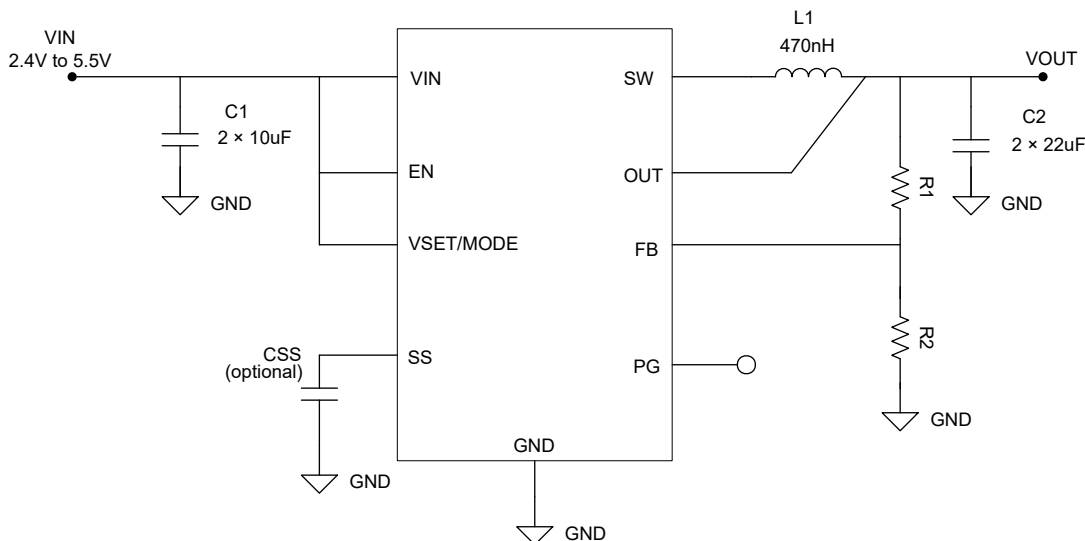 L1
470nH
VIN
2.4V to 5.5V
VOUT
VIN
SW
C1
2 × 10uF
C2
2 × 22uF
EN
OUT
R1
GND
GND
VSET/MODE
FB
R2
CSS
(optional)
SS
PG
GND
GND
GND
GND